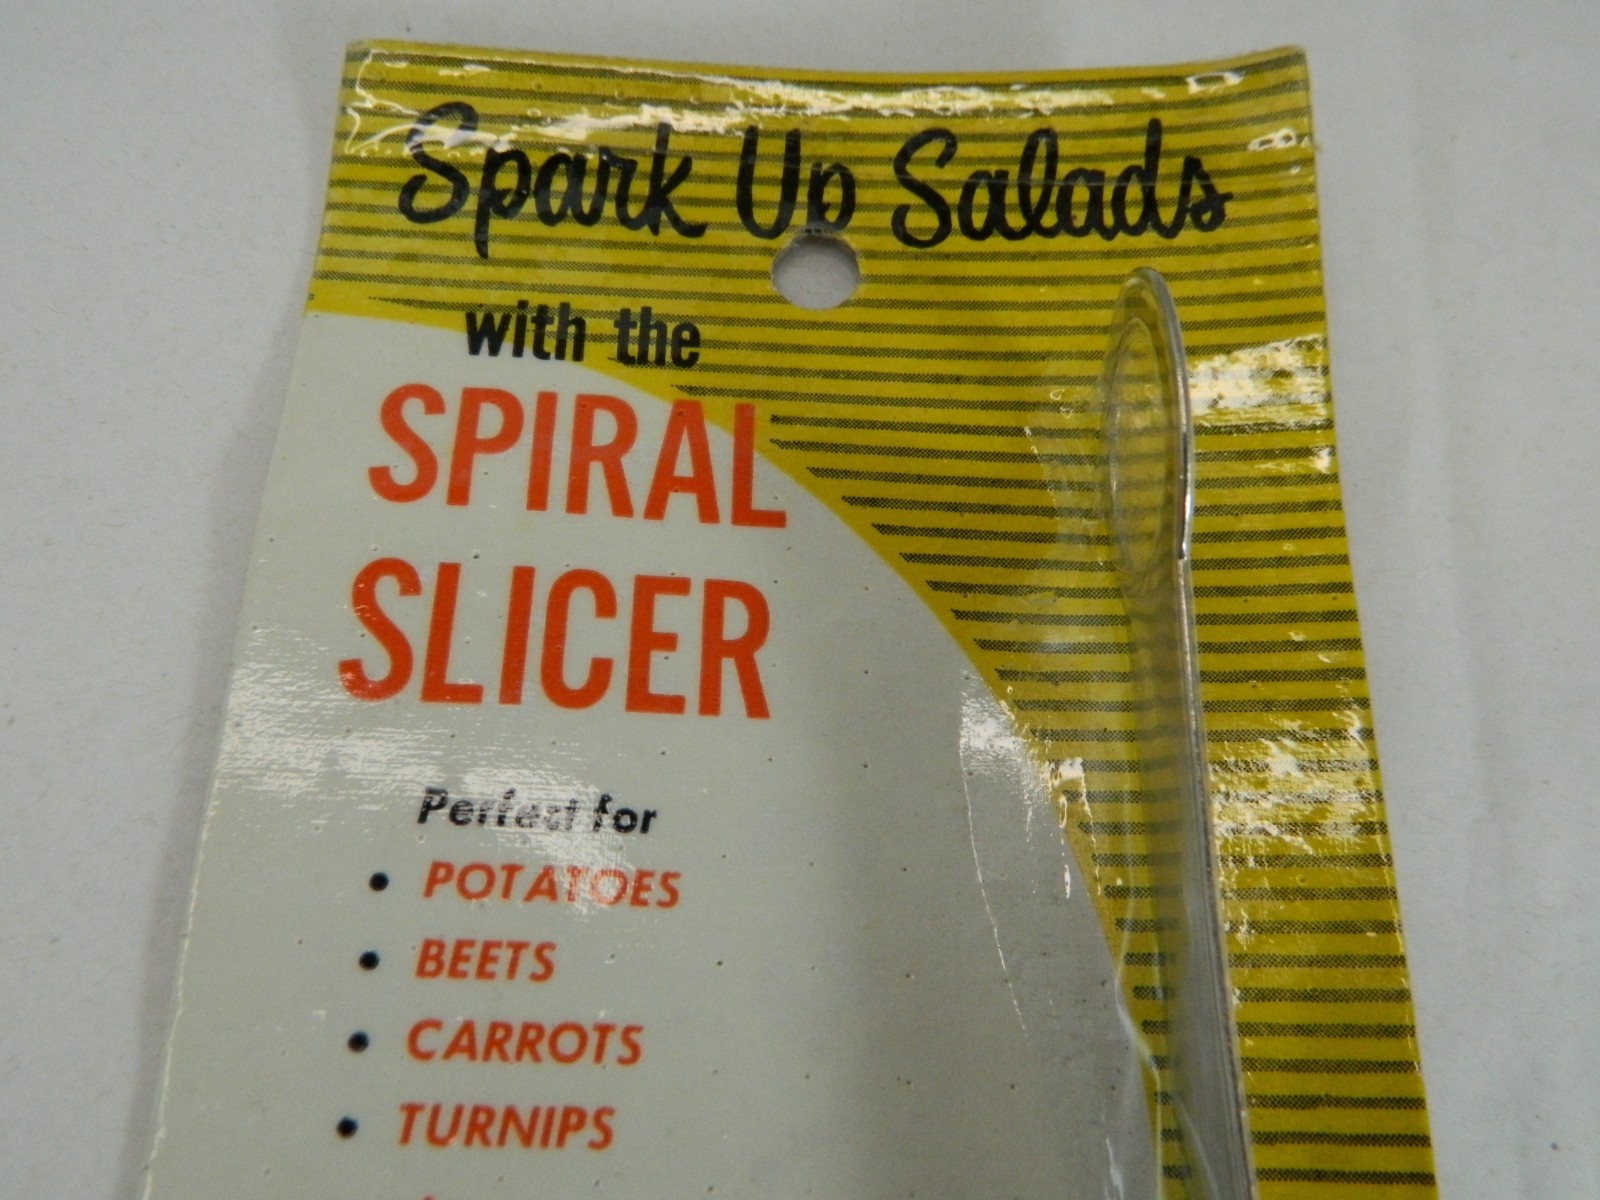 Spark Up Salads
with the
SPIRAL
SLICER
Perfect for
• POTATOES
• BEETS
• CARROTS
• TURNIPS